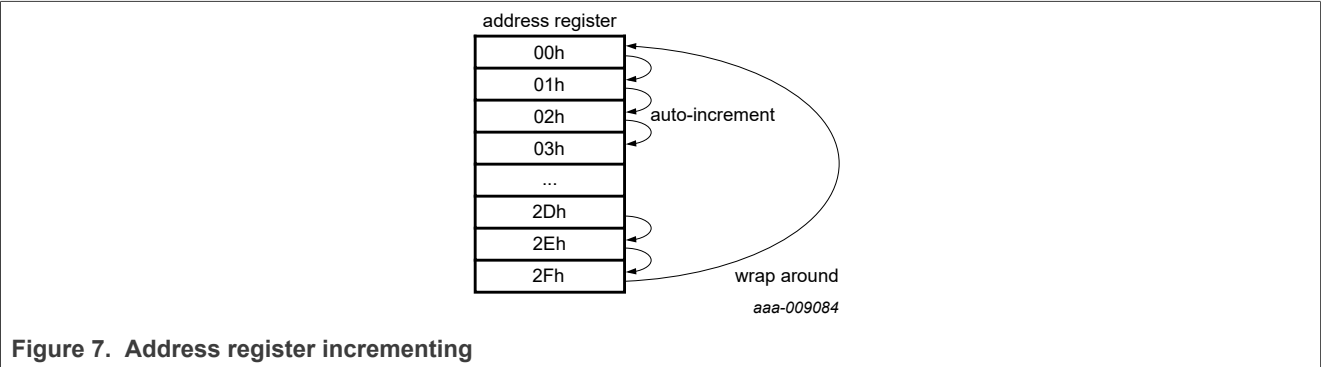 address register
00h
01h
02h
auto-increment
03h
...
2Dh
2Eh
2Fh
wrap around
aaa-009084
Figure 7. Address register incrementing